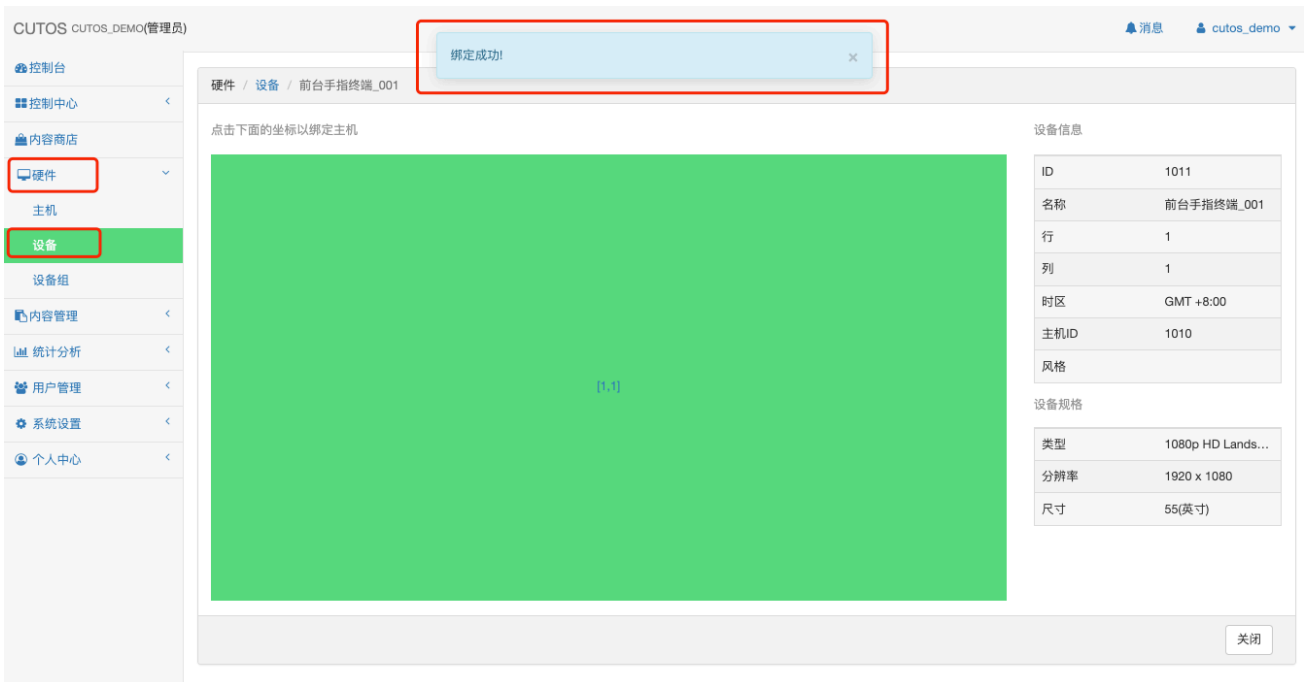 CUTOS CUTOS_DEMO(管理员)
消息
cutos_demo
绑定成功!
×
控制台
控制中心
内容商店
硬件
主机
设备
设备组
内容管理
统计分析
用户管理
系统设置
个人中心
硬件 / 设备 / 前台手指终端_001
点击下面的坐标以绑定主机
[1,1]
设备信息
ID 1011
名称 前台手指终端_001
行 1
列 1
时区 GMT +8:00
主机ID 1010
风格
设备规格
类型 1080p HD Lands...
分辨率 1920 x 1080
尺寸 55(英寸)
关闭